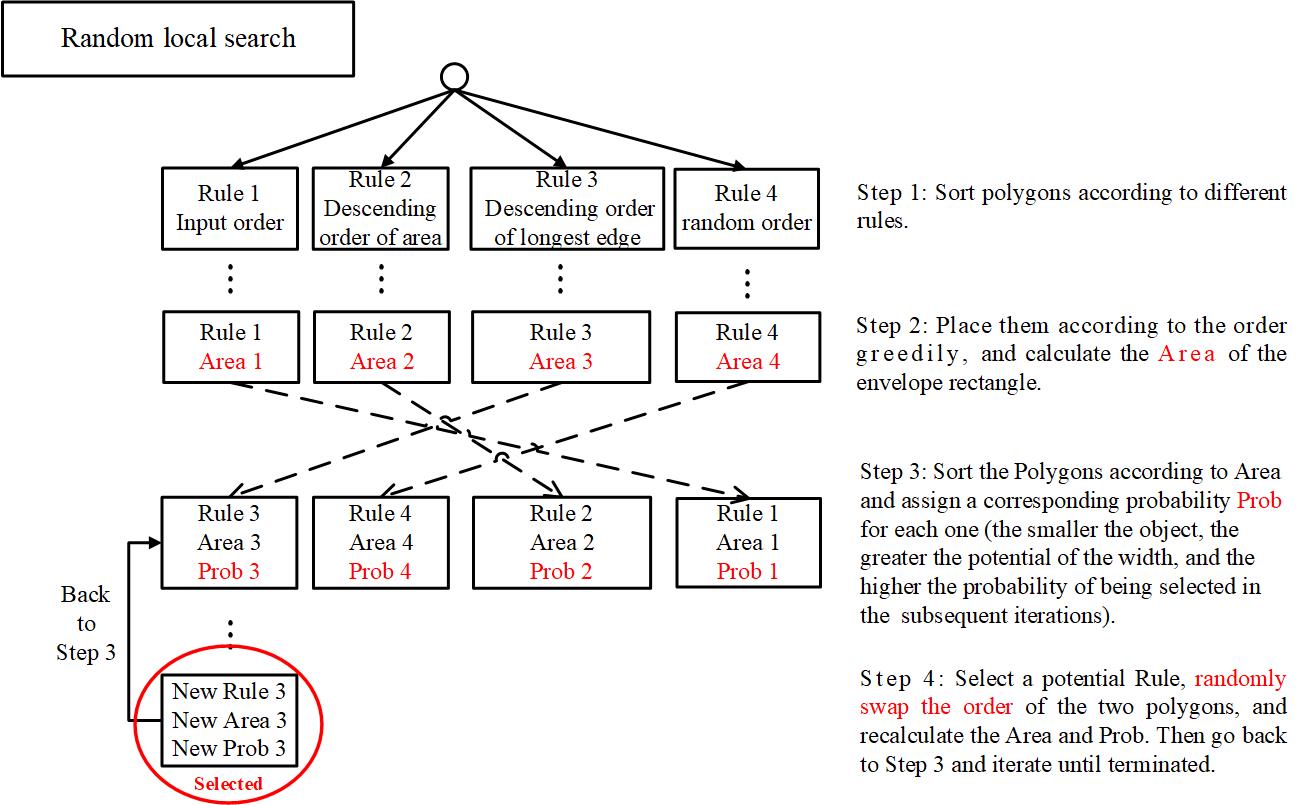 Random local search
Rule 1
Input order
Rule 2
Descending
order of area
Rule 3
Descending order
of longest edge
Rule 4
random order
Step 1: Sort polygons according to different
rules.
Rule 1
Area 1
Rule 2
Area 2
Rule 3
Area 3
Rule 4
Area 4
Step 2: Place them according to the order
greedily, and calculate the Area of the
envelope rectangle.
Rule 3
Area 3
Prob 3
Rule 4
Area 4
Prob 4
Rule 2
Area 2
Prob 2
Rule 1
Area 1
Prob 1
Step 3: Sort the Polygons according to Area
and assign a corresponding probability Prob
for each one (the smaller the object, the
greater the potential of the width, and the
higher the probability of being selected in
the subsequent iterations).
Back
to
Step 3
New Rule 3
New Area 3
New Prob 3
Selected
Step 4: Select a potential Rule, randomly
swap the order of the two polygons, and
recalculate the Area and Prob. Then go back
to Step 3 and iterate until terminated.